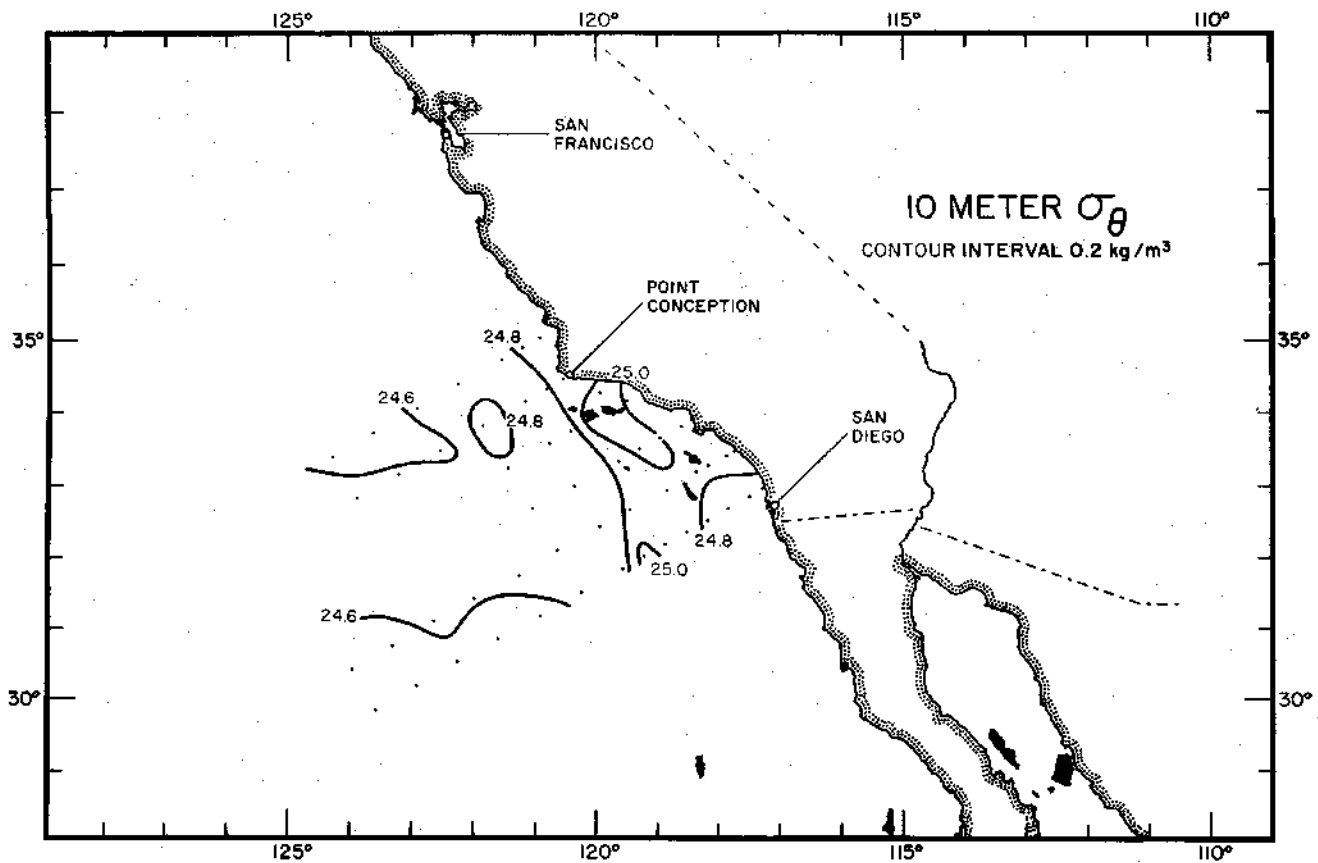 125° 120° 115° 110°
SAN
FRANCISCO
10 METER σθ
CONTOUR INTERVAL 0.2 kg/m³
POINT
CONCEPTION
35° 35°
24.8
25.0
24.6
24.8
SAN
DIEGO
24.8
25.0
24.6
30° 30°
125° 120° 115° 110°